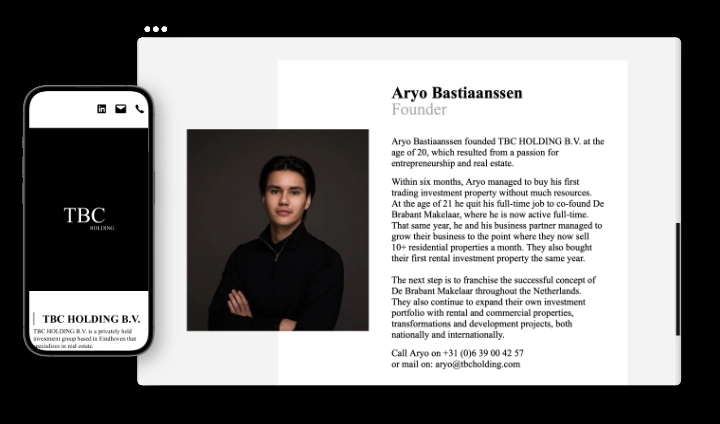 Aryo Bastiaanssen
Founder
Aryo Bastiaanssen founded TBC HOLDING B.V. at the
age of 20, which resulted from a passion for
entrepreneurship and real estate.
Within six months, Aryo managed to buy his first
trading investment property without much resources.
At the age of 21 he quit his full-time job to co-found De
Brabant Makelaar, where he is now active full-time.
That same year, he and his business partner managed to
grow their business to the point where they now sell
10+ residential properties a month. They also bought
their first rental investment property the same year.
The next step is to franchise the successful concept of
De Brabant Makelaar throughout the Netherlands.
They also continue to expand their own investment
portfolio with rental and commercial properties,
transformations and development projects, both
nationally and internationally.
Call Aryo on +31 (0)6 39 00 42 57
or mail on: aryo@tbcholding.com
in
TBC
HOLDING
TBC HOLDING B.V.
TBC HOLDING B.V. is a privately held
investment group based in Eindhoven that
specializes in real estate.